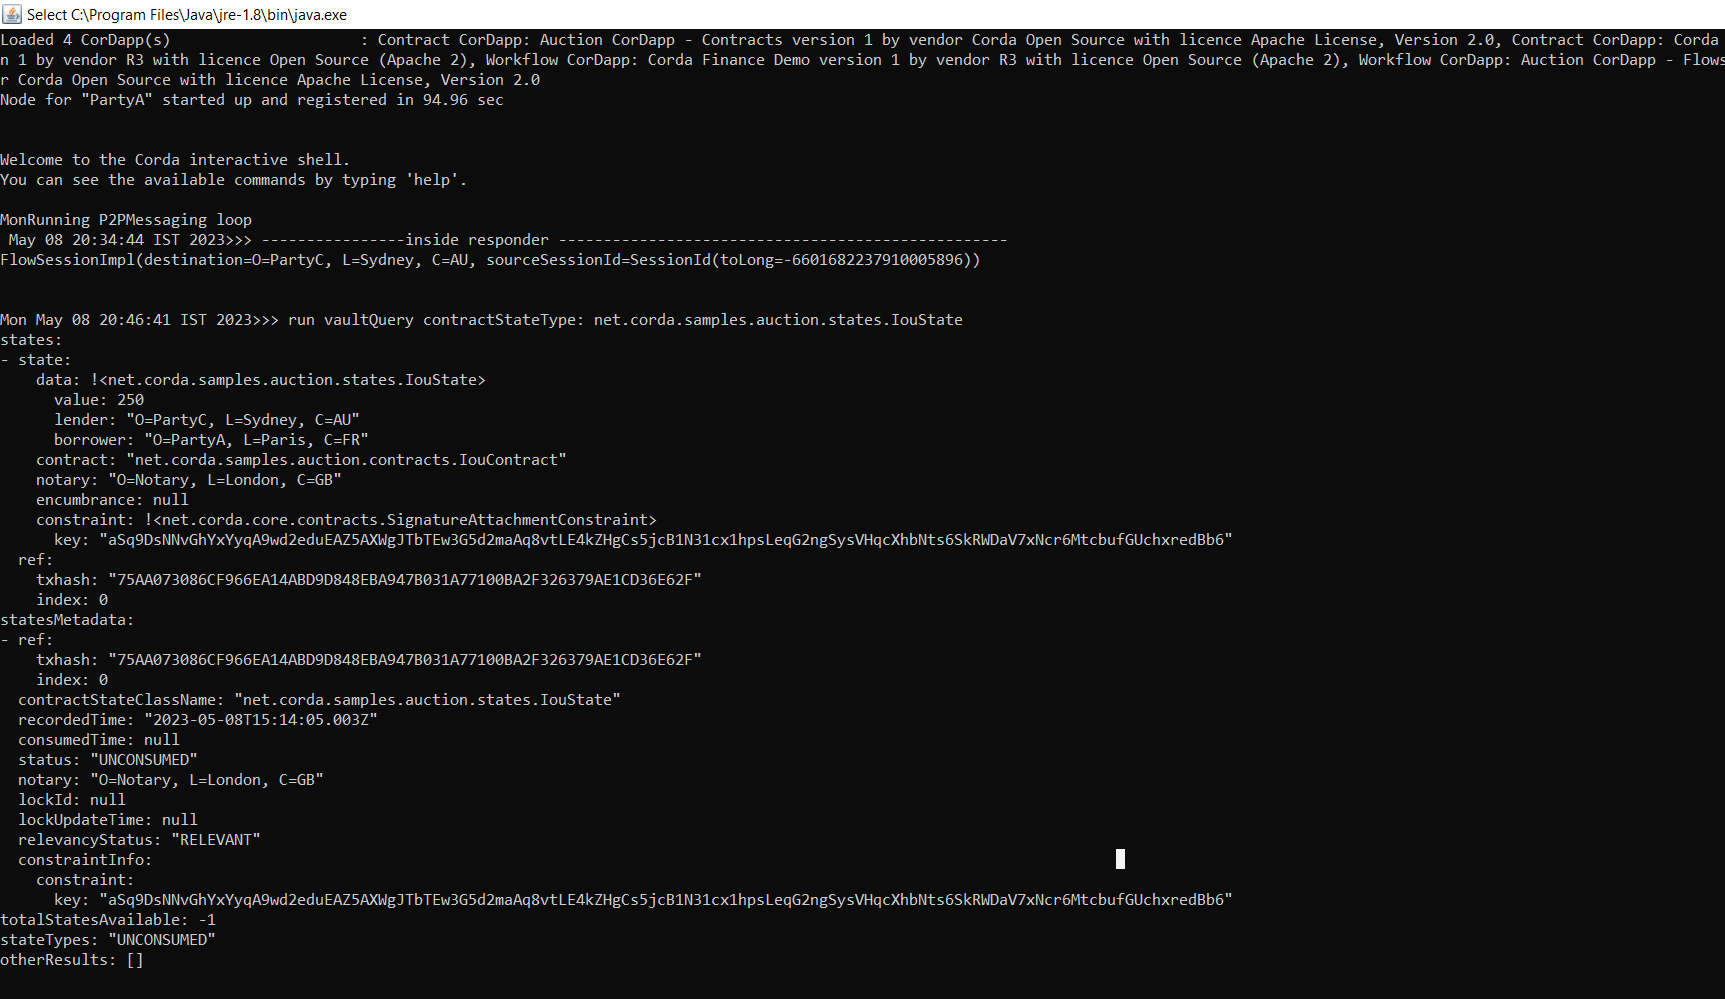 Select C:\Program Files\Java\jre-1.8\bin\java.exe
Loaded 4 CorDapp(s)                     : Contract CorDapp: Auction CorDapp - Contracts version 1 by vendor Corda Open Source with licence Apache License, Version 2.0, Contract CorDapp: Corda
n 1 by vendor R3 with licence Open Source (Apache 2), Workflow CorDapp: Corda Finance Demo version 1 by vendor R3 with licence Open Source (Apache 2), Workflow CorDapp: Auction CorDapp - Flows
r Corda Open Source with licence Apache License, Version 2.0
Node for "PartyA" started up and registered in 94.96 sec
Welcome to the Corda interactive shell.
You can see the available commands by typing 'help'.
MonRunning P2PMessaging loop
 May 08 20:34:44 IST 2023>>> ----------------inside responder --------------------------------------------------
FlowSessionImpl(destination=O=PartyC, L=Sydney, C=AU, sourceSessionId=SessionId(toLong=-6601682237910005896))
Mon May 08 20:46:41 IST 2023>>> run vaultQuery contractStateType: net.corda.samples.auction.states.IouState
states:
- state:
    data: !<net.corda.samples.auction.states.IouState>
      value: 250
      lender: "O=PartyC, L=Sydney, C=AU"
      borrower: "O=PartyA, L=Paris, C=FR"
    contract: "net.corda.samples.auction.contracts.IouContract"
    notary: "O=Notary, L=London, C=GB"
    encumbrance: null
    constraint: !<net.corda.core.contracts.SignatureAttachmentConstraint>
      key: "aSq9DsNNvGhYxYyqA9wd2eduEAZ5AXWgJTbTEw3G5d2maAq8vtLE4kZHgCs5jcB1N31cx1hpsLeqG2ngSysVHqcXhbNts6SkRWDaV7xNcr6MtcbufGUchxredBb6"
  ref:
    txhash: "75AA073086CF966EA14ABD9D848EBA947B031A77100BA2F326379AE1CD36E62F"
    index: 0
statesMetadata:
- ref:
    txhash: "75AA073086CF966EA14ABD9D848EBA947B031A77100BA2F326379AE1CD36E62F"
    index: 0
  contractStateClassName: "net.corda.samples.auction.states.IouState"
  recordedTime: "2023-05-08T15:14:05.003Z"
  consumedTime: null
  status: "UNCONSUMED"
  notary: "O=Notary, L=London, C=GB"
  lockId: null
  lockUpdateTime: null
  relevancyStatus: "RELEVANT"
  constraintInfo:
    constraint:
      key: "aSq9DsNNvGhYxYyqA9wd2eduEAZ5AXWgJTbTEw3G5d2maAq8vtLE4kZHgCs5jcB1N31cx1hpsLeqG2ngSysVHqcXhbNts6SkRWDaV7xNcr6MtcbufGUchxredBb6"
totalStatesAvailable: -1
stateTypes: "UNCONSUMED"
otherResults: []